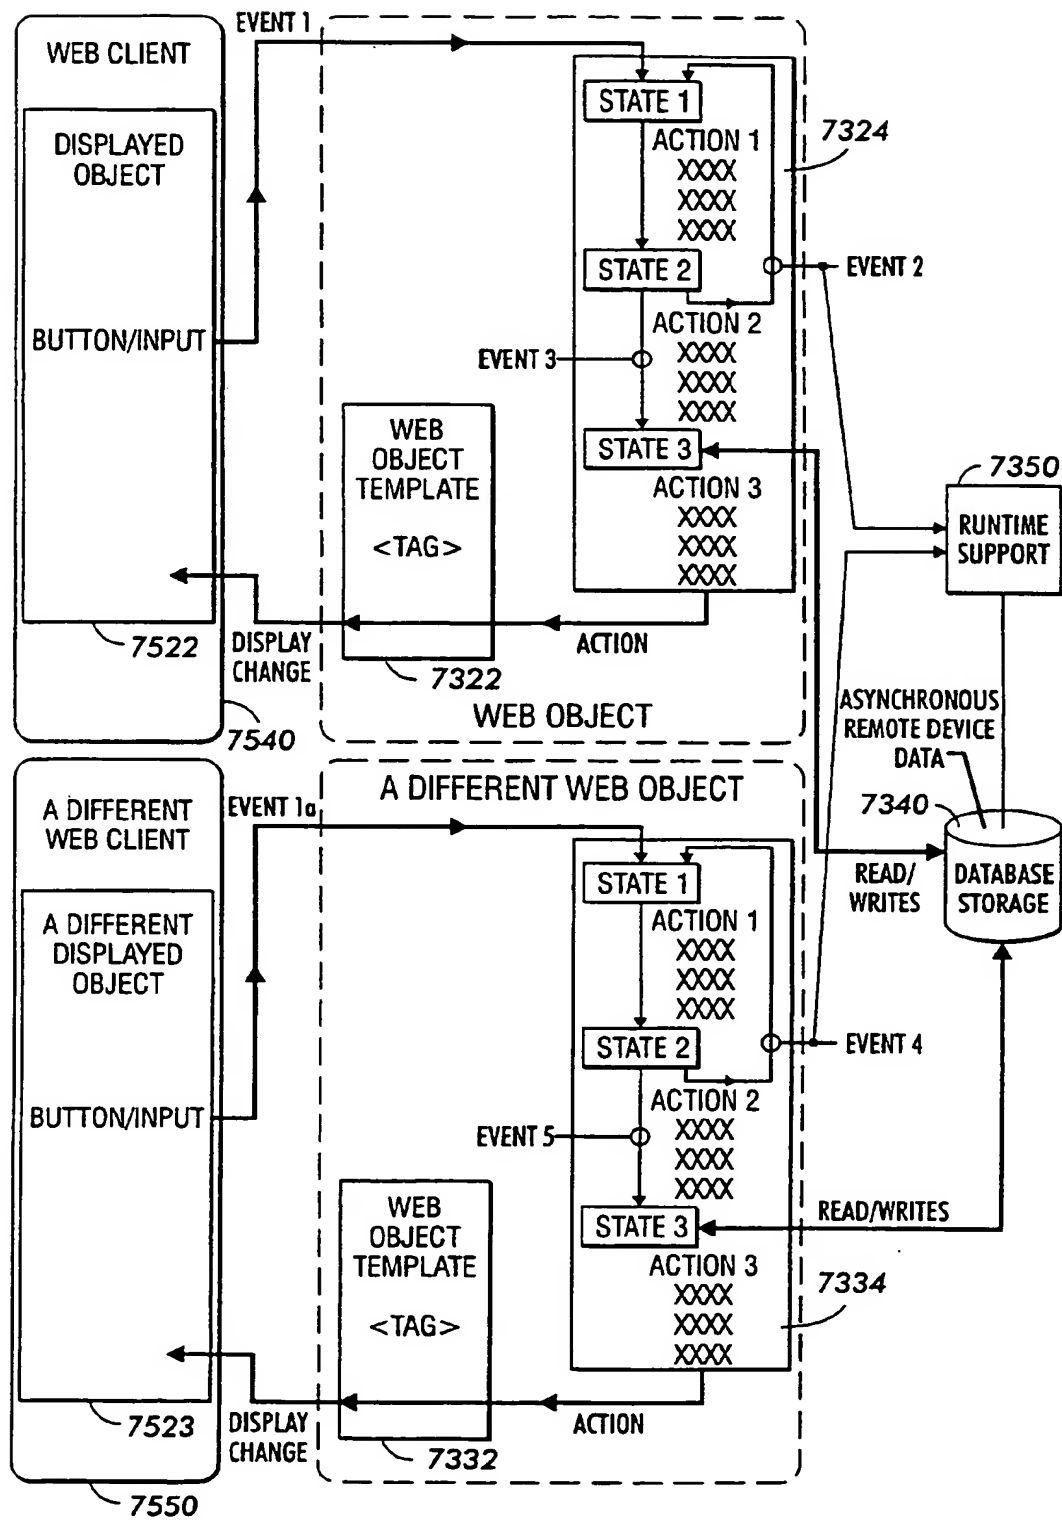 EVENT 1
WEB CLIENT
DISPLAYED
OBJECT
BUTTON/INPUT
STATE 1
ACTION 1
XXXX
XXXX
XXXX
7324
STATE 2
EVENT 2
ACTION 2
XXXX
XXXX
XXXX
EVENT 3
STATE 3
ACTION 3
XXXX
XXXX
XXXX
WEB
OBJECT
TEMPLATE
<TAG>
7350
RUNTIME
SUPPORT
7522
DISPLAY
CHANGE
7322
ACTION
WEB OBJECT
7540
ASYNCHRONOUS
REMOTE DEVICE
DATA
7340
DATABASE
STORAGE
READ/
WRITES
A DIFFERENT
WEB CLIENT
EVENT 1a
A DIFFERENT WEB OBJECT
A DIFFERENT
DISPLAYED
OBJECT
BUTTON/INPUT
STATE 1
ACTION 1
XXXX
XXXX
XXXX
STATE 2
EVENT 4
ACTION 2
XXXX
XXXX
XXXX
EVENT 5
STATE 3
READ/WRITES
ACTION 3
XXXX
XXXX
XXXX
7334
WEB
OBJECT
TEMPLATE
<TAG>
7523
DISPLAY
CHANGE
7332
ACTION
7550